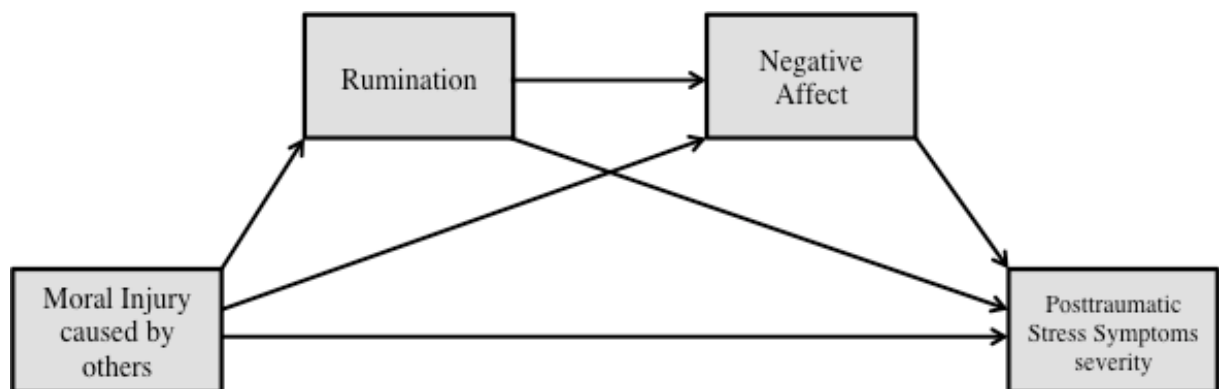 Rumination
Negative
Affect
Moral Injury
caused by
others
Posttraumatic
Stress Symptoms
severity